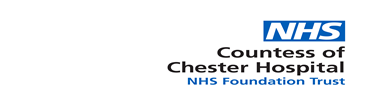 NHS
Countess of
Chester Hospital
NHS Foundation Trust